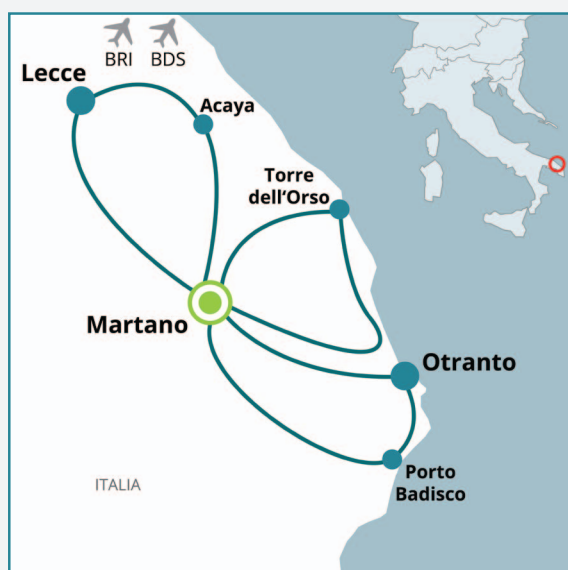 BRI BDS
Lecce
Acaya
Torre
dell'Orso
Martano
Otranto
Porto
Badisco
ITALIA